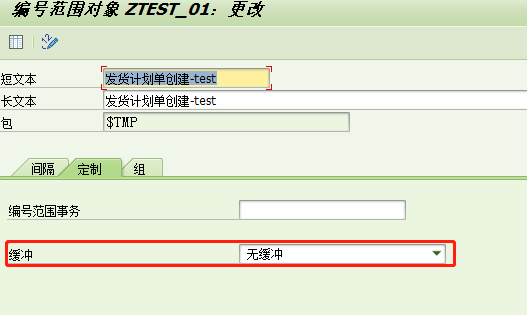 编号范围对象 ZTEST_01：更改
短文本 发货计划单创建-test
长文本 发货计划单创建-test
包 $TMP
间隔 定制 组
编号范围事务
缓冲 无缓冲